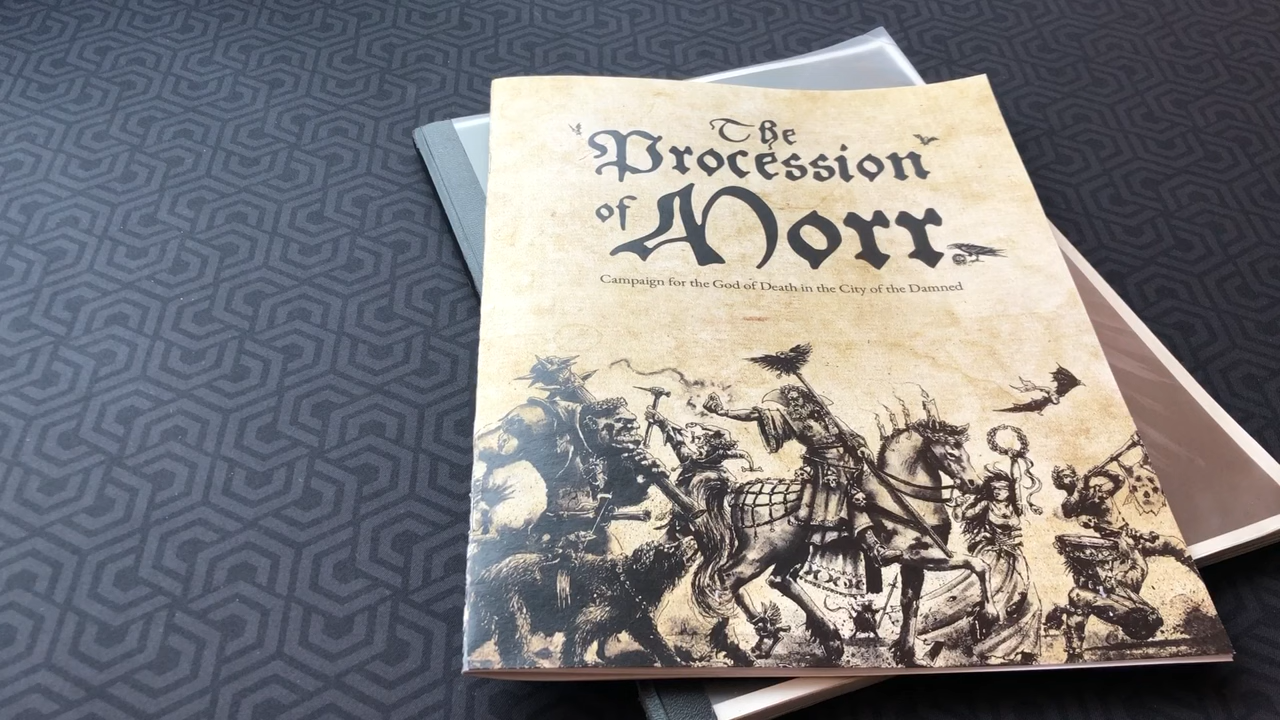 The
Procession
of Morr
Campaign for the God of Death in the City of the Damned